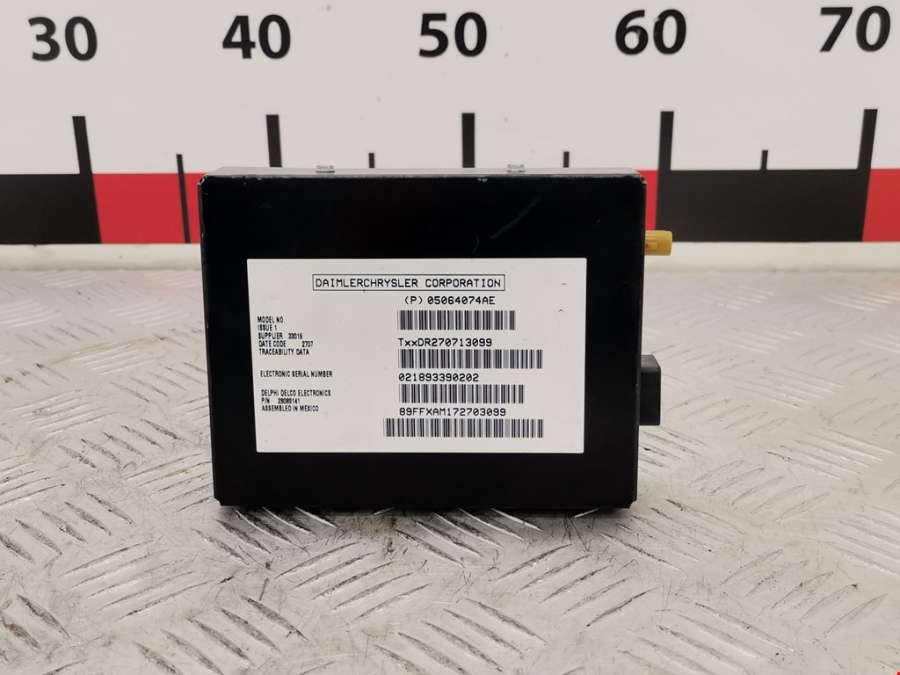 30 40 50 60 70
DAIMLERCHRYSLER CORPORATION
(P) 05064074AE
MODEL NO.
ISSUE 1
SUPPLIER 33016
DATE CODE 2707
TRACEABILITY DATA
TxxDR270713099
ELECTRONIC SERIAL NUMBER
021893390202
DELPHI DELCO ELECTRONICS
P/N
ASSEMBLED IN MEXICO
89FFXAM172703099